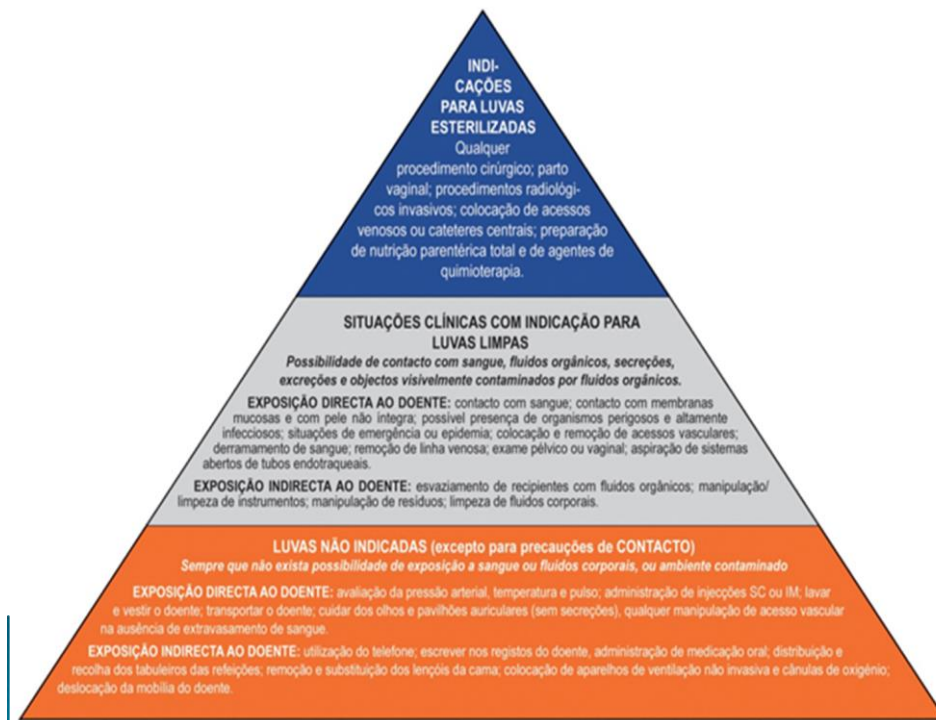 INDI-
CAÇÕES
PARA LUVAS
ESTERILIZADAS
Qualquer
procedimento cirúrgico; parto
vaginal; procedimentos radiológi-
cos invasivos; colocação de acessos
venosos ou cateteres centrais; preparação
de nutrição parentérica total e de agentes de
quimioterapia.
SITUAÇÕES CLÍNICAS COM INDICAÇÃO PARA
LUVAS LIMPAS
Possibilidade de contacto com sangue, fluidos orgânicos, secreções,
excreções e objectos visivelmente contaminados por fluidos orgânicos.
EXPOSIÇÃO DIRECTA AO DOENTE: contacto com sangue; contacto com membranas
mucosas e com pele não íntegra; possível presença de organismos perigosos e altamente
infecciosos; situações de emergência ou epidemia; colocação e remoção de acessos vasculares;
derramamento de sangue; remoção de linha venosa; exame pélvico ou vaginal; aspiração de sistemas
abertos de tubos endotraqueais.
EXPOSIÇÃO INDIRECTA AO DOENTE: esvaziamento de recipientes com fluidos orgânicos; manipulação/
limpeza de instrumentos; manipulação de resíduos; limpeza de fluidos corporais.
LUVAS NÃO INDICADAS (excepto para precauções de CONTACTO)
Sempre que não exista possibilidade de exposição a sangue ou fluidos corporais, ou ambiente contaminado
EXPOSIÇÃO DIRECTA AO DOENTE: avaliação da pressão arterial, temperatura e pulso; administração de injecções SC ou IM; lavar
e vestir o doente; transportar o doente; cuidar dos olhos e pavilhões auriculares (sem secreções), qualquer manipulação de acesso vascular
na ausência de extravasamento de sangue.
EXPOSIÇÃO INDIRECTA AO DOENTE: utilização do telefone; escrever nos registos do doente, administração de medicação oral; distribuição e
recolha dos tabuleiros das refeições; remoção e substituição dos lençóis da cama; colocação de aparelhos de ventilação não invasiva e cânulas de oxigénio;
deslocação da mobília do doente.